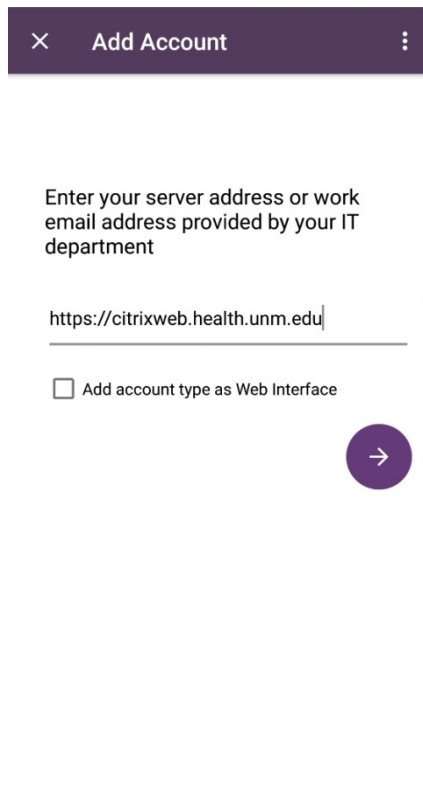 Add Account
Enter your server address or work
email address provided by your IT
department
https://citrixweb.health.unm.edu
Add account type as Web Interface